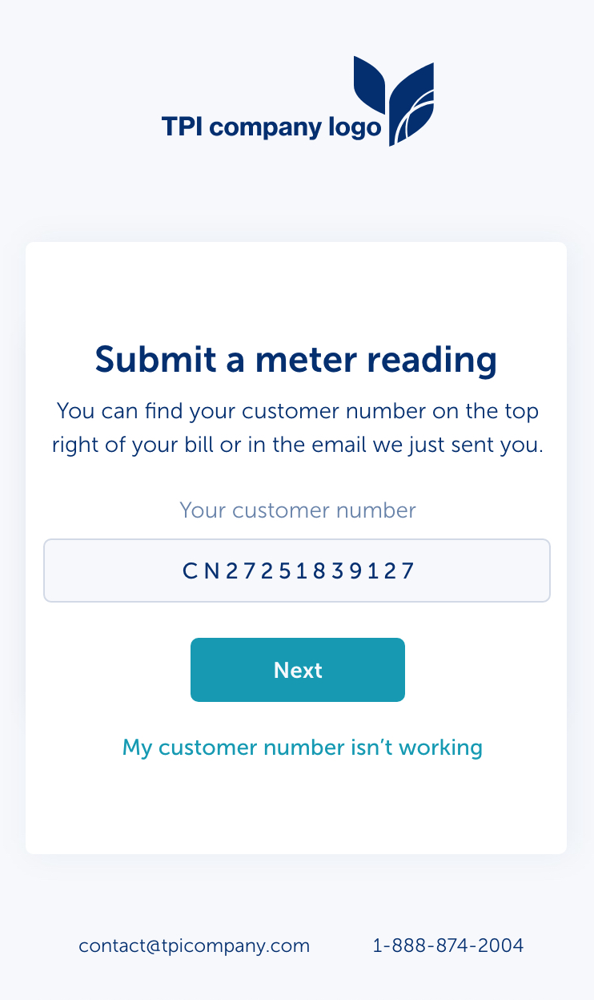 TPI company logo
Submit a meter reading
You can find your customer number on the top
right of your bill or in the email we just sent you.
Your customer number
CN27251839127
Next
My customer number isn’t working
contact@tpicompany.com 1-888-874-2004